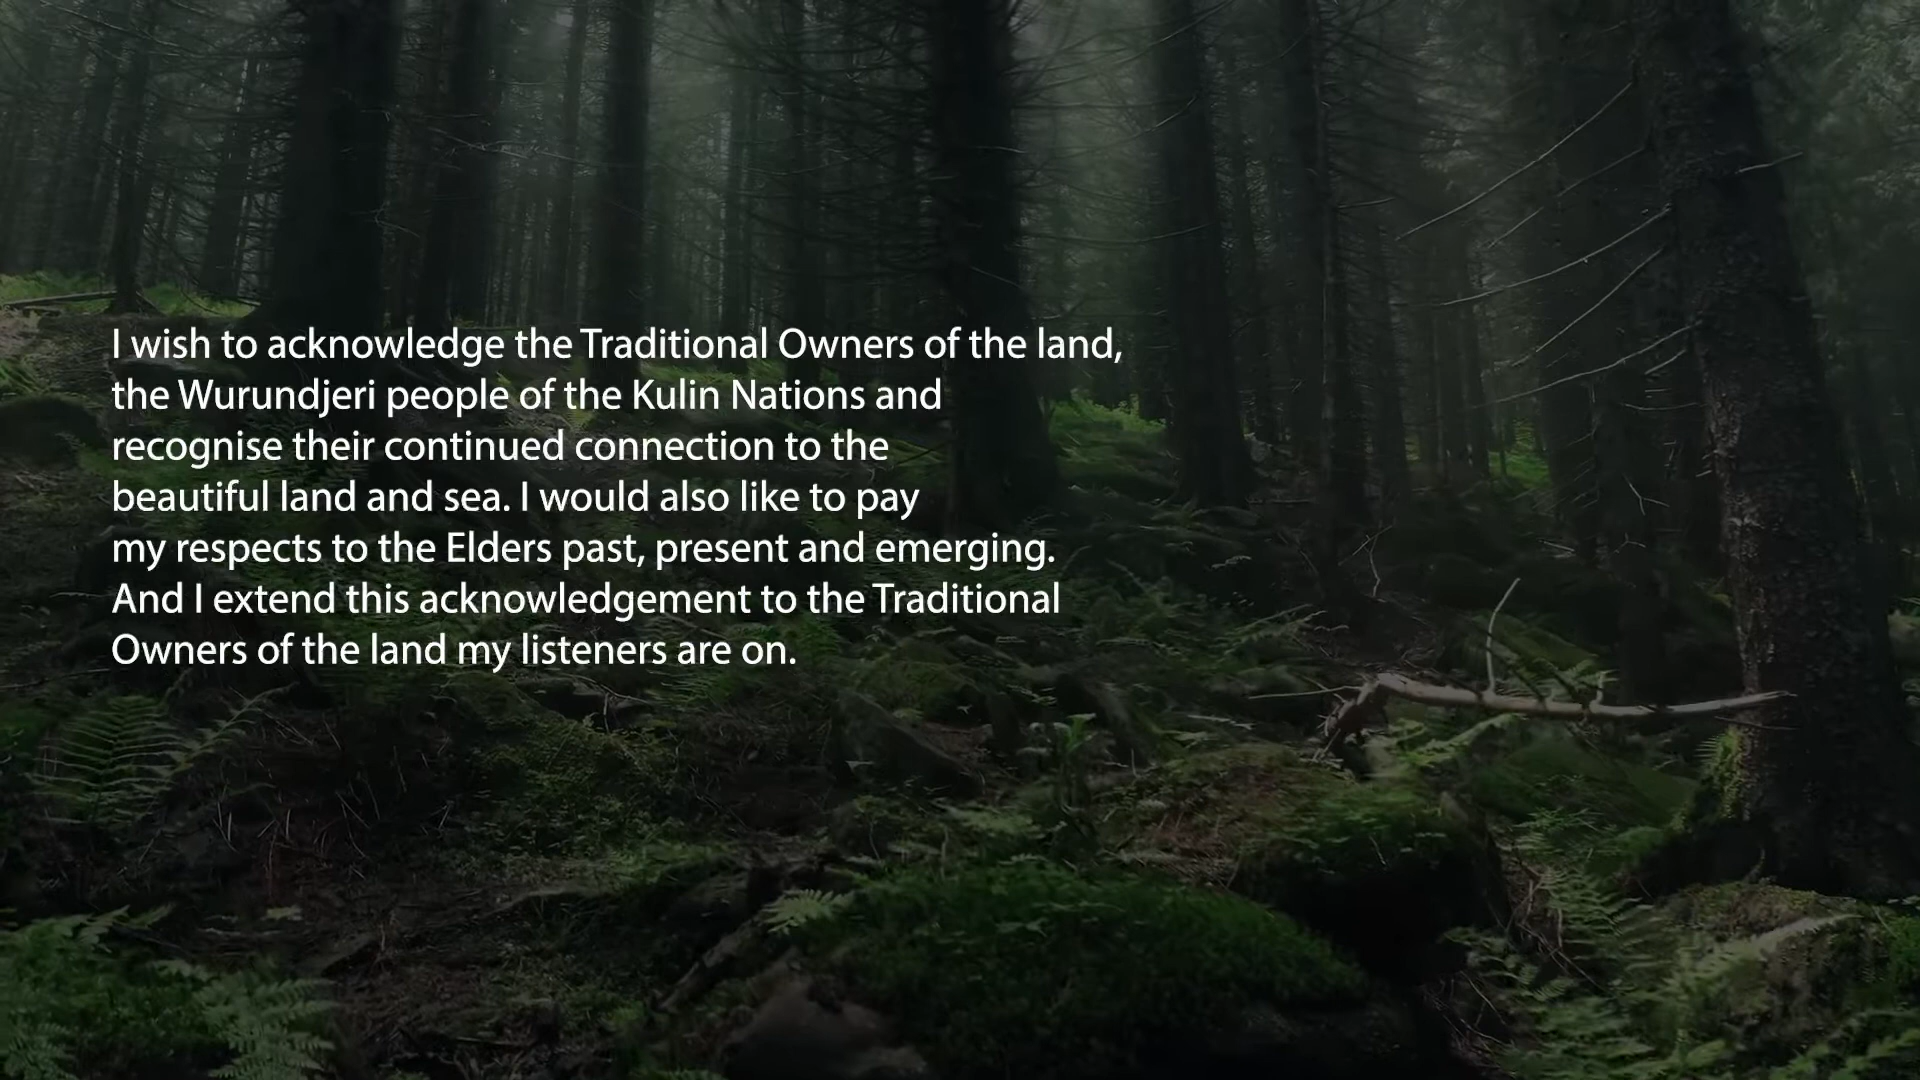 I wish to acknowledge the Traditional Owners of the land,
the Wurundjeri people of the Kulin Nations and
recognise their continued connection to the
beautiful land and sea. I would also like to pay
my respects to the Elders past, present and emerging.
And I extend this acknowledgement to the Traditional
Owners of the land my listeners are on.